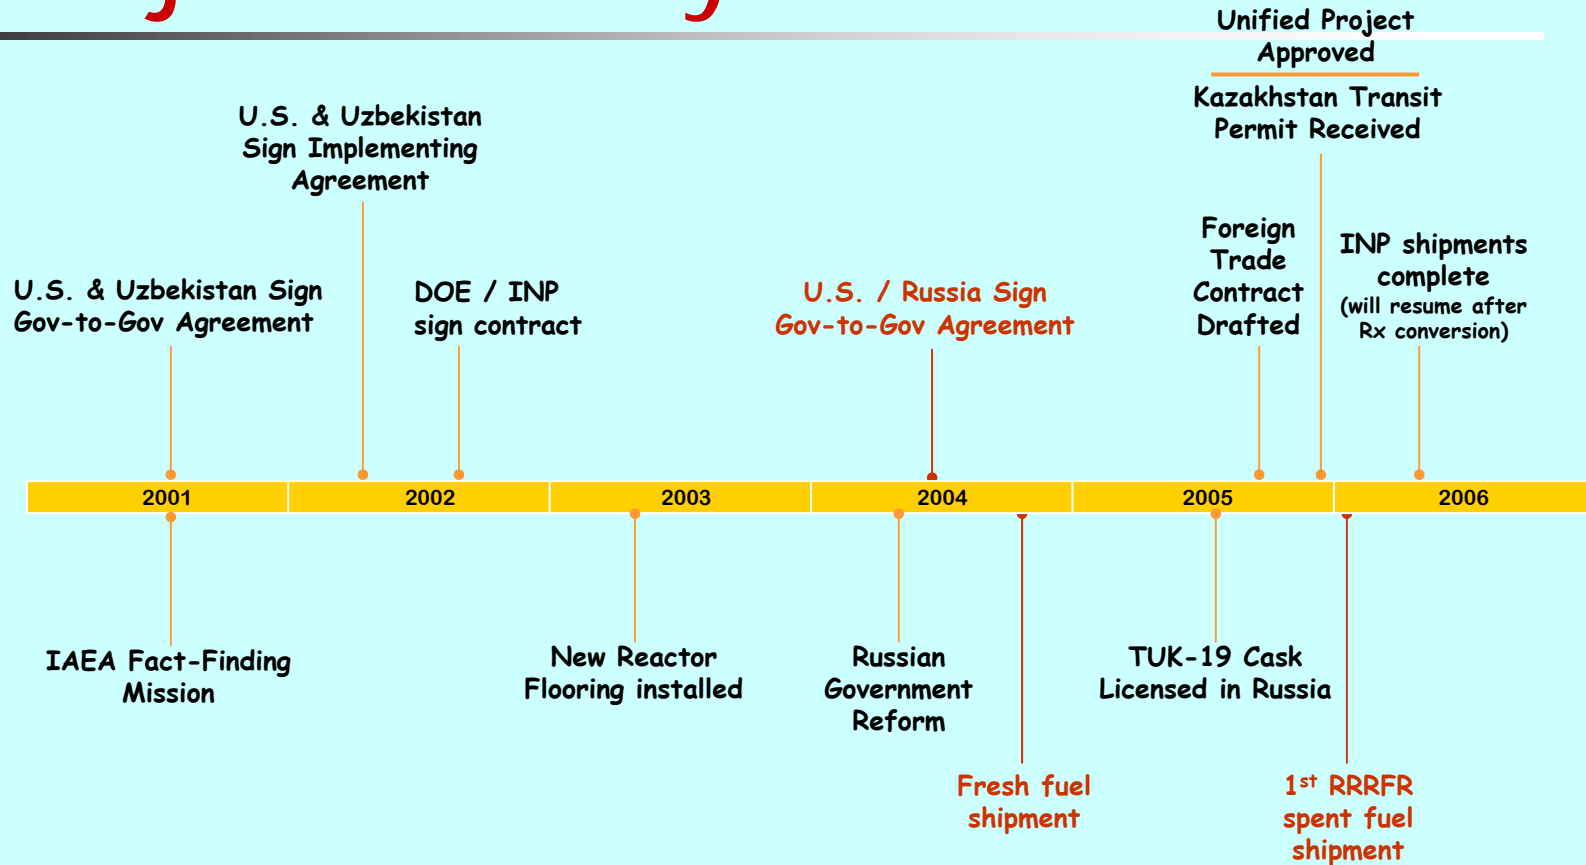 Unified Project
Approved
Kazakhstan Transit
Permit Received
U.S. & Uzbekistan
Sign Implementing
Agreement
U.S. & Uzbekistan Sign
Gov-to-Gov Agreement
DOE / INP
sign contract
U.S. / Russia Sign
Gov-to-Gov Agreement
Foreign
Trade
Contract
Drafted
INP shipments
complete
(will resume after
Rx conversion)
2001
2002
2003
2004
2005
2006
IAEA Fact-Finding
Mission
New Reactor
Flooring installed
Russian
Government
Reform
TUK-19 Cask
Licensed in Russia
Fresh fuel
shipment
1st RRRFR
spent fuel
shipment